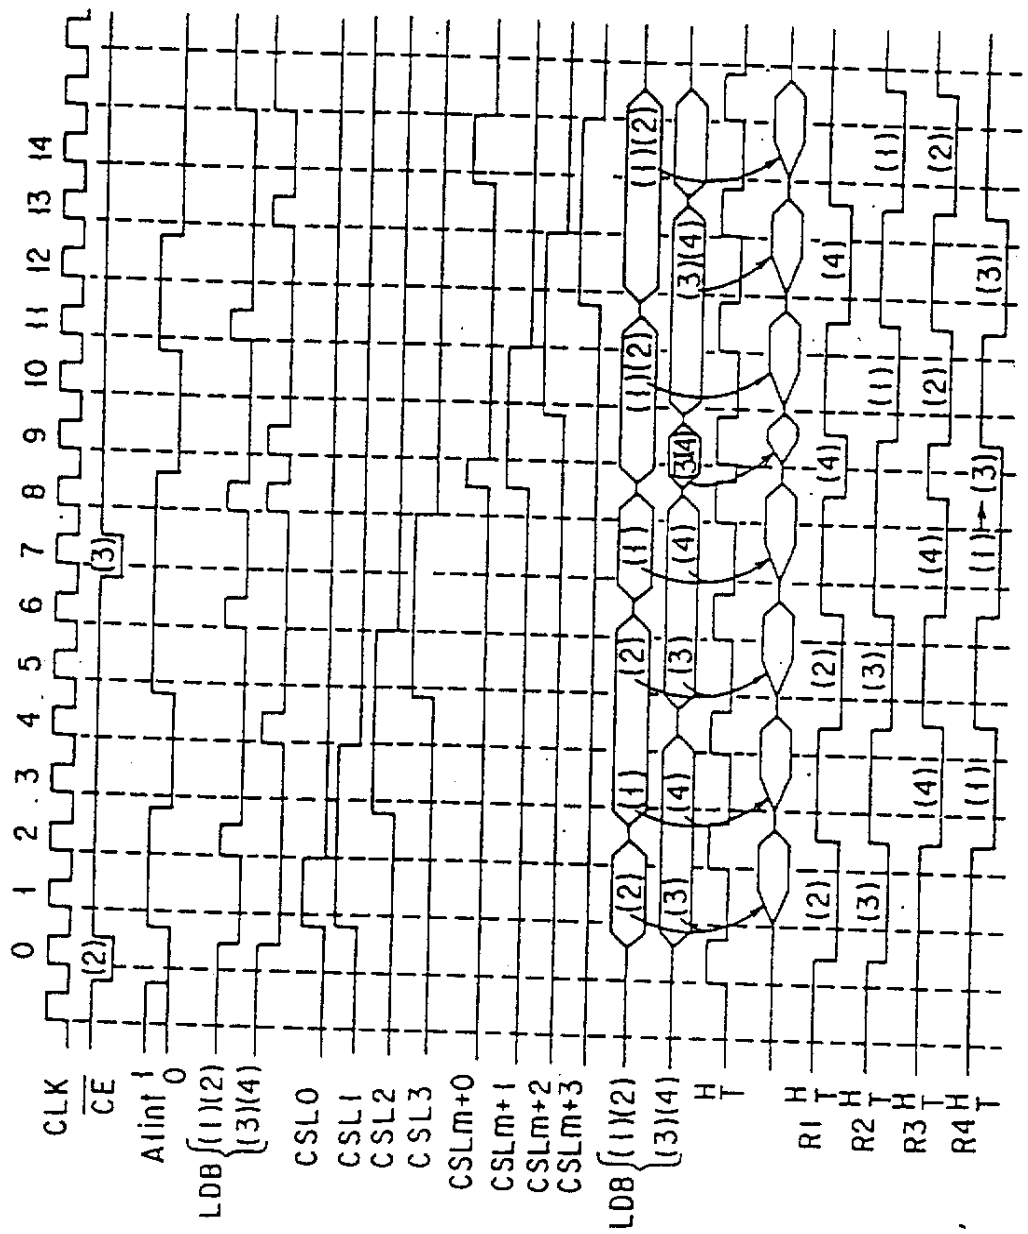 0 1 2 3 4 5 6 7 8 9 10 11 12 13 14
CLK
CE (2) (3)
A1int 1
0
LDB (1)(2)
(3)(4)
CSL0
CSL1
CSL2
CSL3
CSLm+0
CSLm+1
CSLm+2
CSLm+3
LDB (1)(2) (2) (1) (2) (1) (1)(2) (1)(2)
(3)(4) (3) (4) (3) (4) (3)(4) (3)(4)
H
T
R1 H (2) (2) (4) (4)
T
R2 H (3) (3) (1) (1)
T
R3 H (4) (4) (2) (2)
T
R4 H (1) (1)→(3) (3)
T